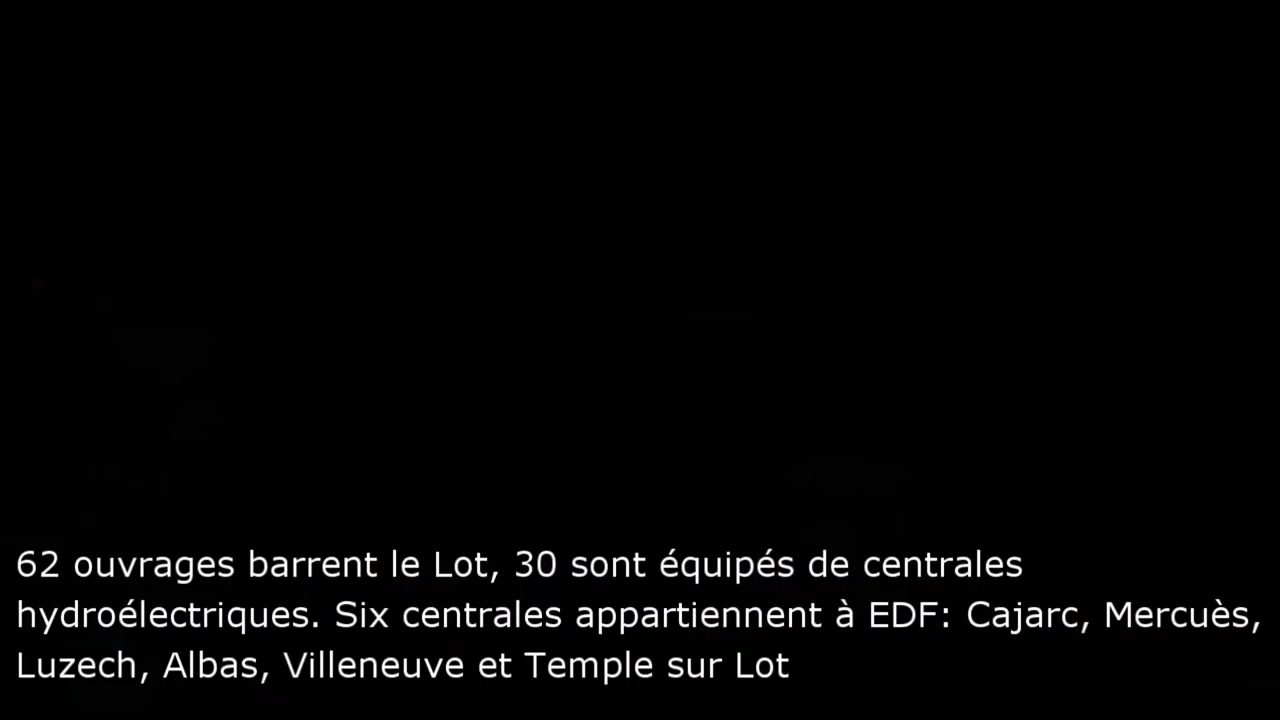 62 ouvrages barrent le Lot, 30 sont équipés de centrales
hydroélectriques. Six centrales appartiennent à EDF: Cajarc, Mercuès,
Luzech, Albas, Villeneuve et Temple sur Lot